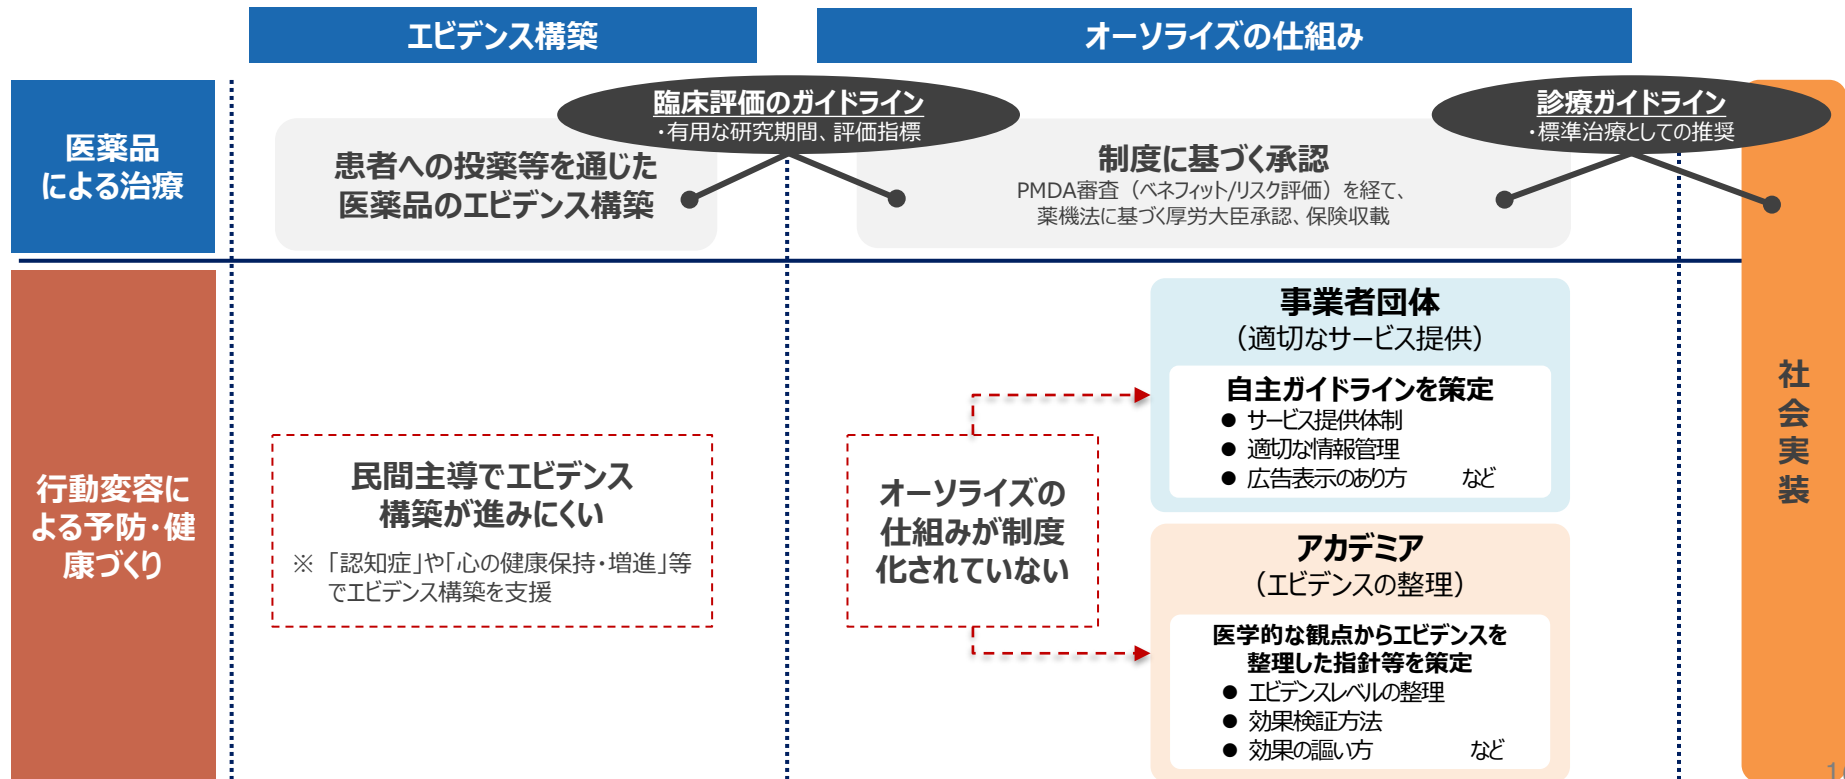 エビデンス構築
オーソライズの仕組み
医薬品
による治療
臨床評価のガイドライン
・有用な研究期間、評価指標
診療ガイドライン
・標準治療としての推奨
患者への投薬等を通じた
医薬品のエビデンス構築
制度に基づく承認
PMDA審査（ベネフィット/リスク評価）を経て、
薬機法に基づく厚労大臣承認、保険収載
社会実装
行動変容に
よる予防・健
康づくり
民間主導でエビデンス
構築が進みにくい
※ 「認知症」や「心の健康保持・増進」等
でエビデンス構築を支援
オーソライズの
仕組みが制度
化されていない
事業者団体
（適切なサービス提供）
自主ガイドラインを策定
● サービス提供体制
● 適切な情報管理
● 広告表示のあり方 など
アカデミア
（エビデンスの整理）
医学的な観点からエビデンスを
整理した指針等を策定
● エビデンスレベルの整理
● 効果検証方法
● 効果の謳い方 など